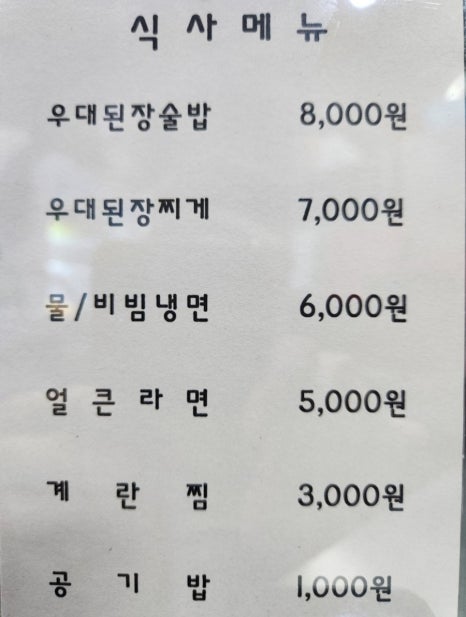 식사메뉴
우대된장술밥 8,000원
우대된장찌게 7,000원
물/비빔냉면 6,000원
얼큰라면 5,000원
계란찜 3,000원
공기밥 1,000원